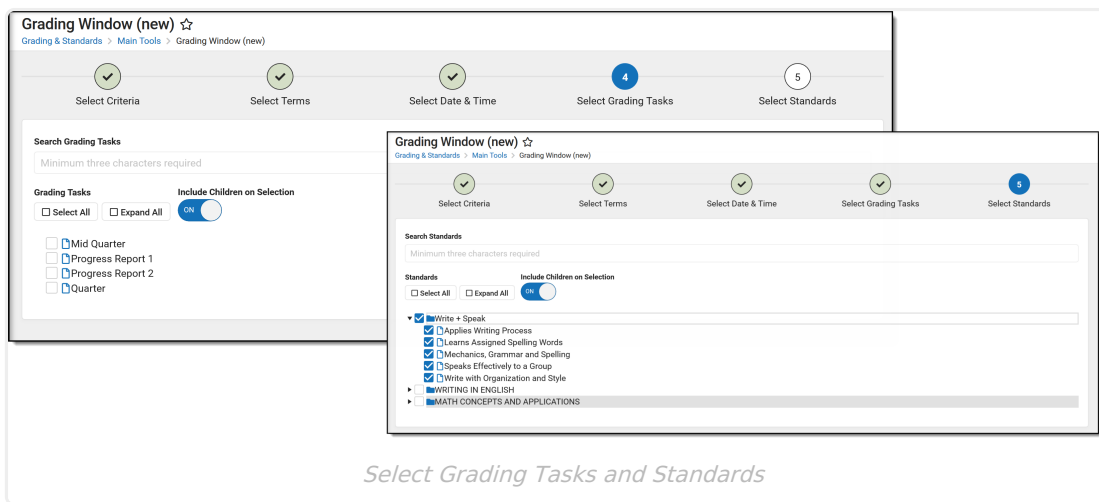 Grading Window (new)
Grading & Standards > Main Tools > Grading Window (new)
4
5
Select Criteria
Select Terms
Select Date & Time
Select Grading Tasks
Select Standards
Search Grading Tasks
Minimum three characters required
Grading Tasks
Include Children on Selection
Select All
Expand All
ON
Mid Quarter
Progress Report 1
Progress Report 2
Quarter
Grading Window (new)
Grading & Standards > Main Tools > Grading Window (new)
5
Select Criteria
Select Terms
Select Date & Time
Select Grading Tasks
Select Standards
Search Standards
Minimum three characters required
Standards
Include Children on Selection
Select All
Expand All
ON
Write + Speak
Applies Writing Process
Learns Assigned Spelling Words
Mechanics, Grammar and Spelling
Speaks Effectively to a Group
Write with Organization and Style
WRITING IN ENGLISH
MATH CONCEPTS AND APPLICATIONS
Select Grading Tasks and Standards